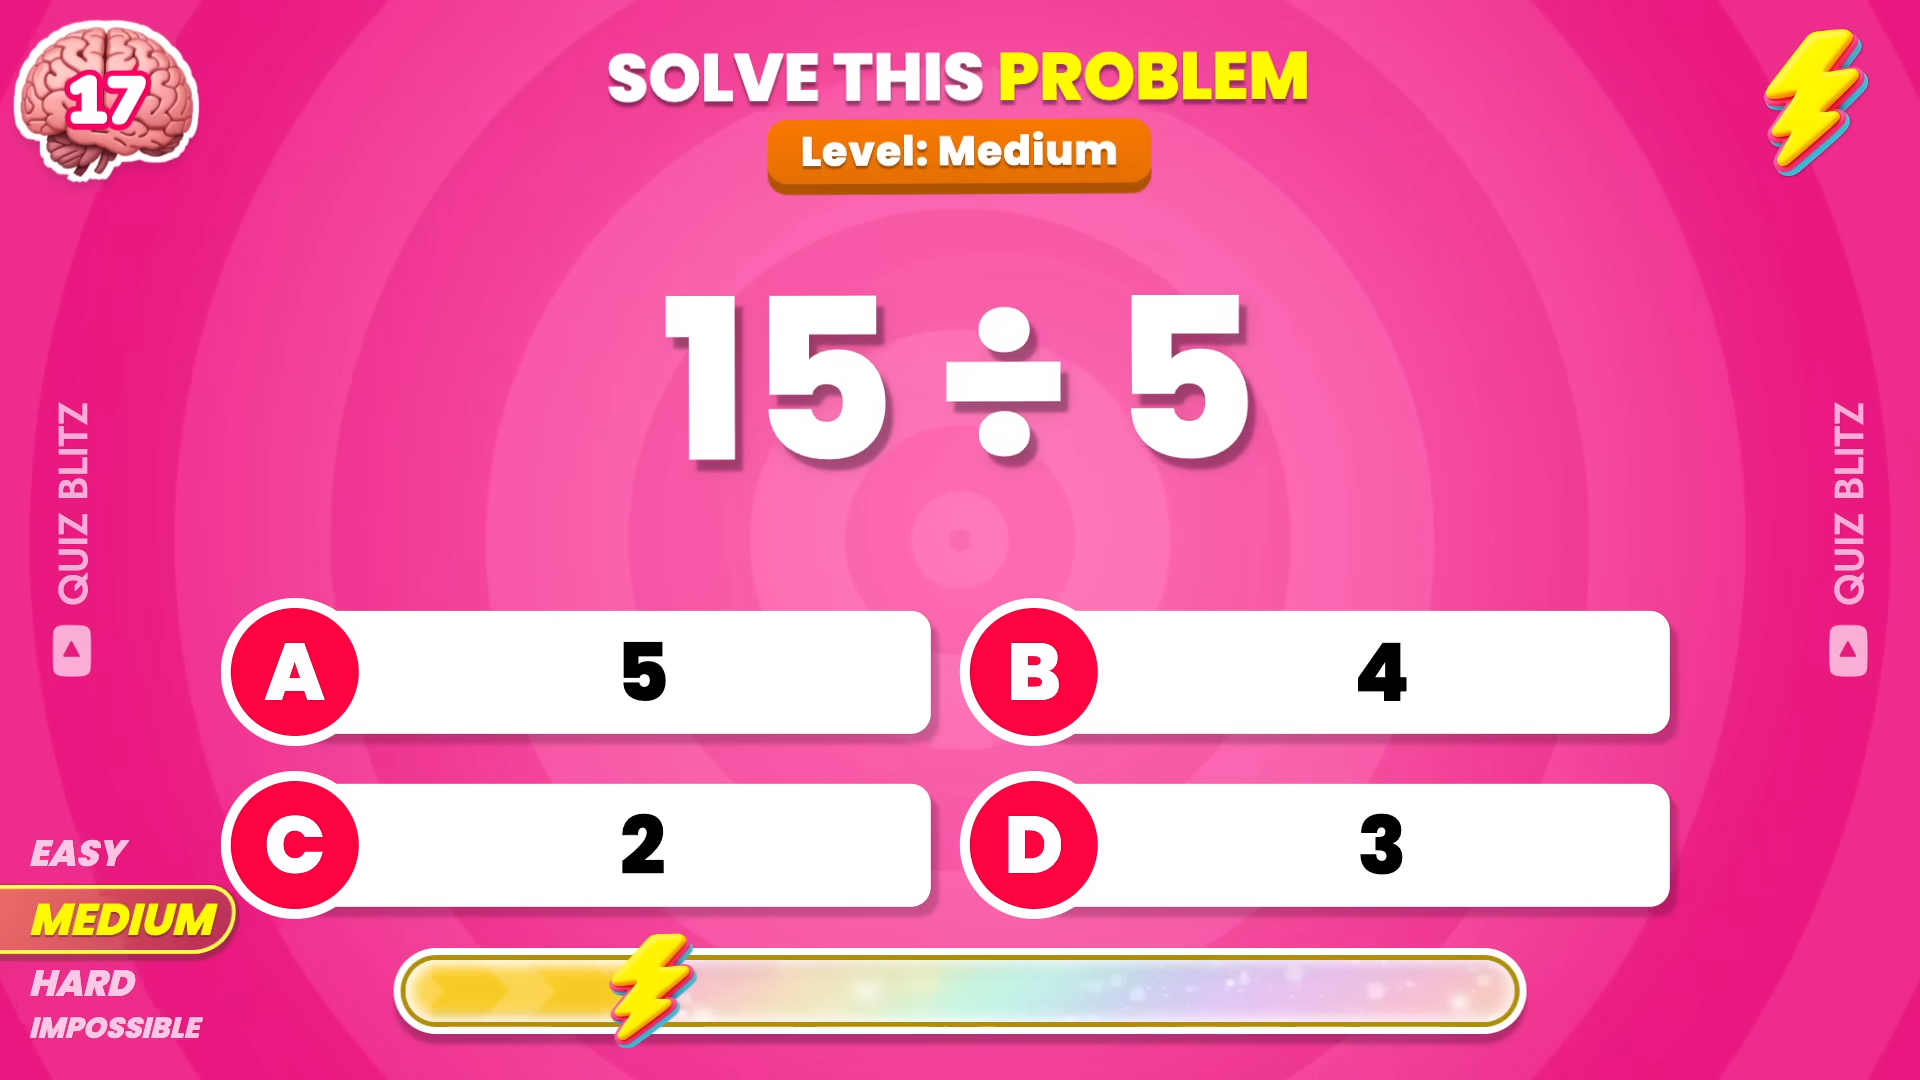 17
SOLVE THIS PROBLEM
Level: Medium
15 ÷ 5
QUIZ BLITZ
QUIZ BLITZ
A 5
B 4
C 2
D 3
EASY
MEDIUM
HARD
IMPOSSIBLE